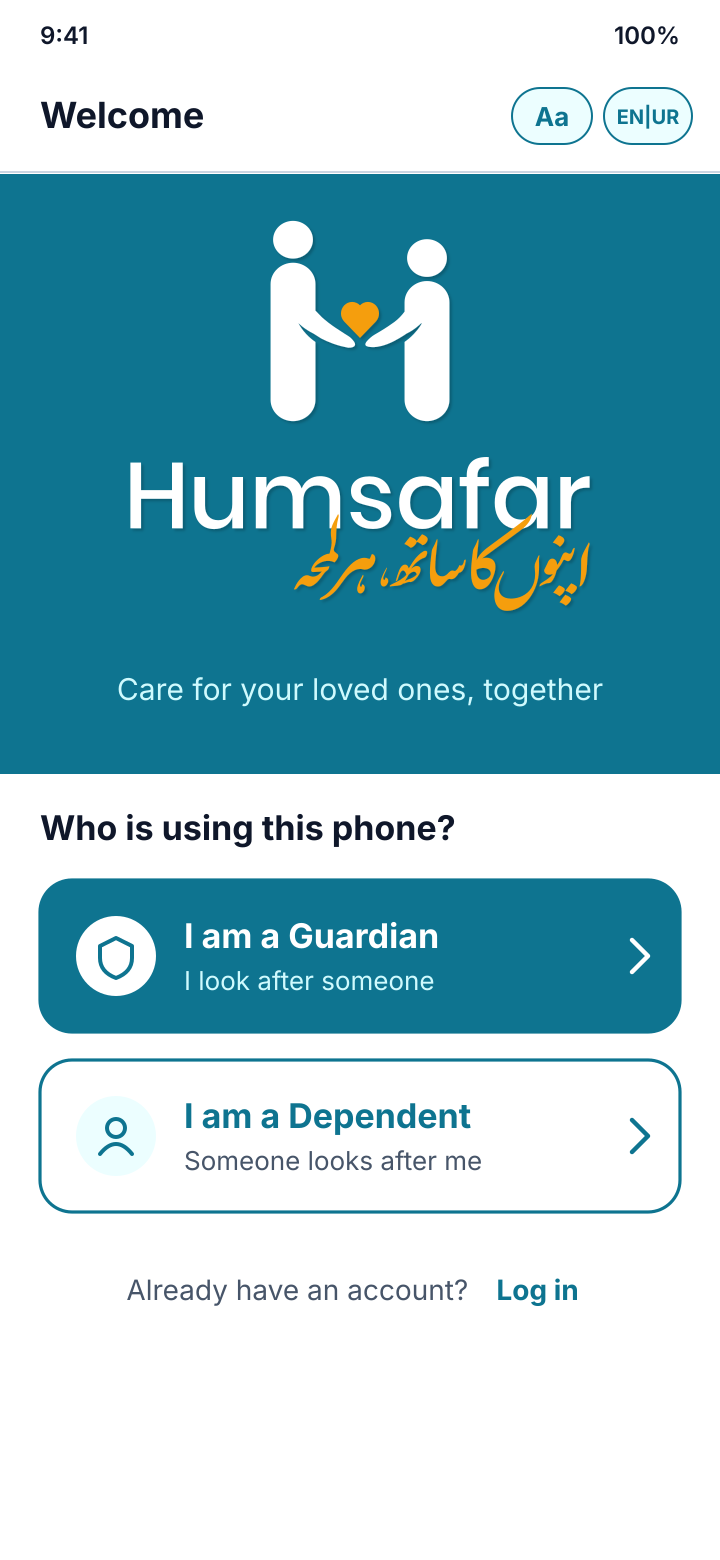 9:41 100%
Welcome Aa EN|UR
Humsafar
اپنوں کا ساتھ، ہر لمحہ
Care for your loved ones, together
Who is using this phone?
I am a Guardian
I look after someone
I am a Dependent
Someone looks after me
Already have an account? Log in